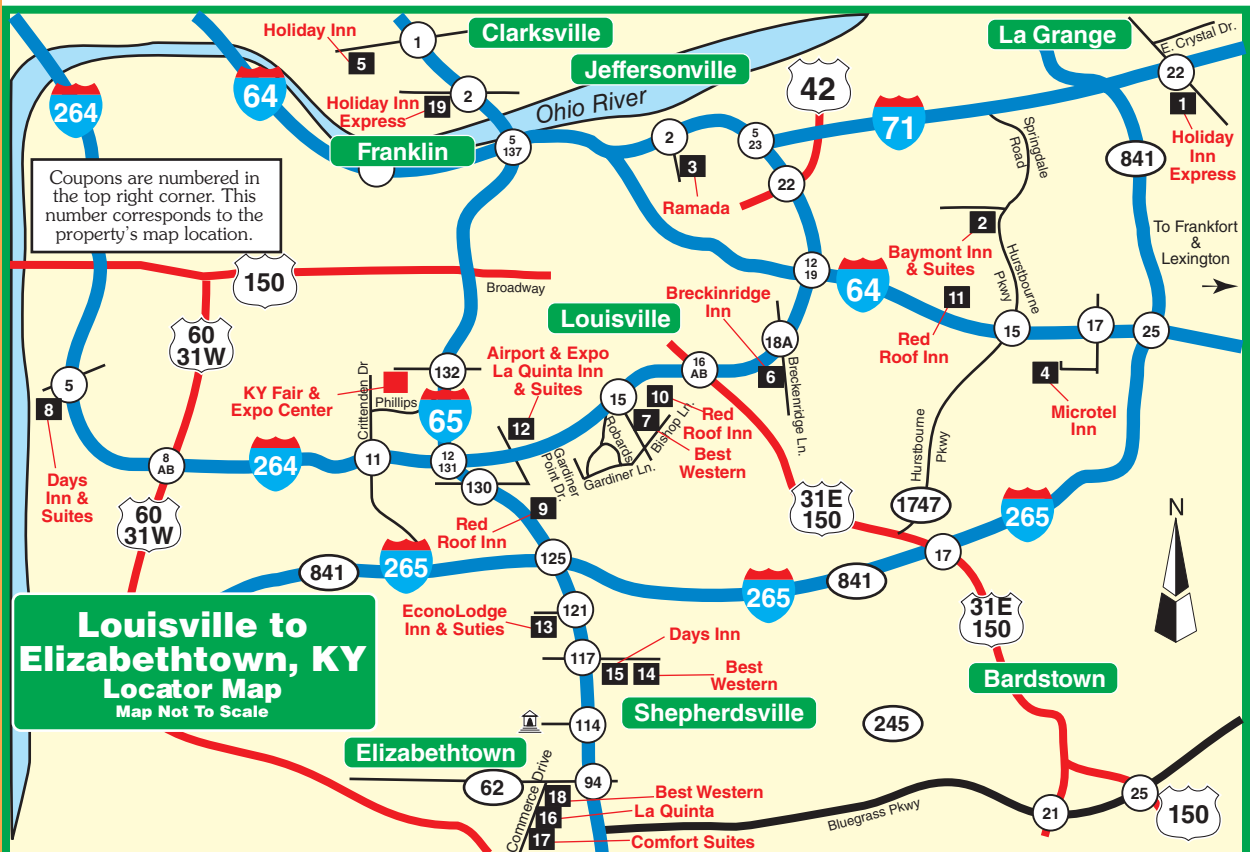 Holiday Inn
5
1
Clarksville
La Grange
E. Crystal Dr.
22
1
Holiday
Inn
Express
264
64
Holiday Inn
Express
19
2
Jeffersonville
Ohio River
42
71
Franklin
5
137
2
5
23
3
Ramada
22
Springdale
Road
841
Coupons are numbered in
the top right corner. This
number corresponds to the
property's map location.
2
Baymont Inn
& Suites
Hurstbourne
Pkwy
To Frankfort
&
Lexington
150
Broadway
12
19
64
11
Red
Roof Inn
15
17
25
60
31W
Louisville
Breckinridge
Inn
18A
6
Breckenridge Ln.
4
Microtel
Inn
5
8
Days
Inn &
Suites
KY Fair &
Expo Center
Crittenden Dr
Phillips
132
65
Airport & Expo
La Quinta Inn
& Suites
12
15
16
AB
10
Red
Roof Inn
7
Best
Western
Robards
Bishop Ln.
Gardiner Ln.
Gardiner
Point Dr.
8
AB
264
11
12
131
130
60
31W
9
Red
Roof Inn
31E
150
Hurstbourne
Pkwy
1747
265
N
841
265
125
265
841
17
31E
150
Louisville to
Elizabethtown, KY
Locator Map
Map Not To Scale
EconoLodge
Inn & Suties
13
121
117
Days Inn
15
14
Best
Western
Bardstown
114
Shepherdsville
245
Elizabethtown
62
94
Commerce Drive
18
Best Western
16
La Quinta
17
Comfort Suites
Bluegrass Pkwy
21
25
150